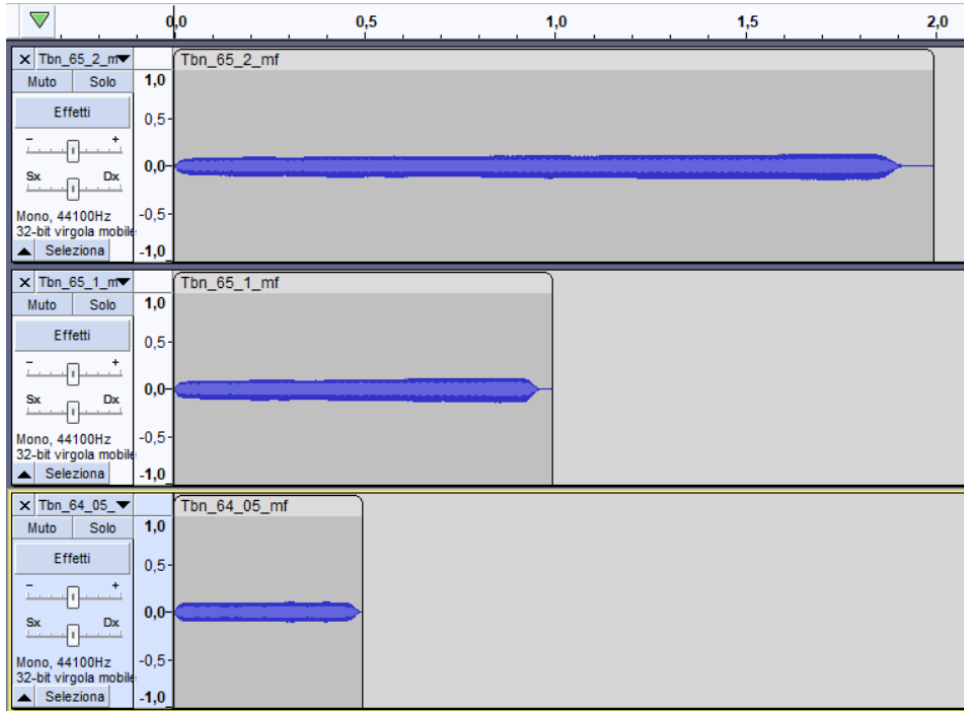 0,0 0,5 1,0 1,5 2,0
Tbn_65_2_m Tbn_65_2_mf
Muto Solo 1,0
Effetti
0,5
- +
0,0
Sx Dx
Mono, 44100Hz -0,5
32-bit virgola mobile
Seleziona -1,0
Tbn_65_1_m Tbn_65_1_mf
Muto Solo 1,0
Effetti
0,5
- +
0,0
Sx Dx
Mono, 44100Hz -0,5
32-bit virgola mobile
Seleziona -1,0
Tbn_64_05_ Tbn_64_05_mf
Muto Solo 1,0
Effetti
0,5
- +
0,0
Sx Dx
Mono, 44100Hz -0,5
32-bit virgola mobile
Seleziona -1,0